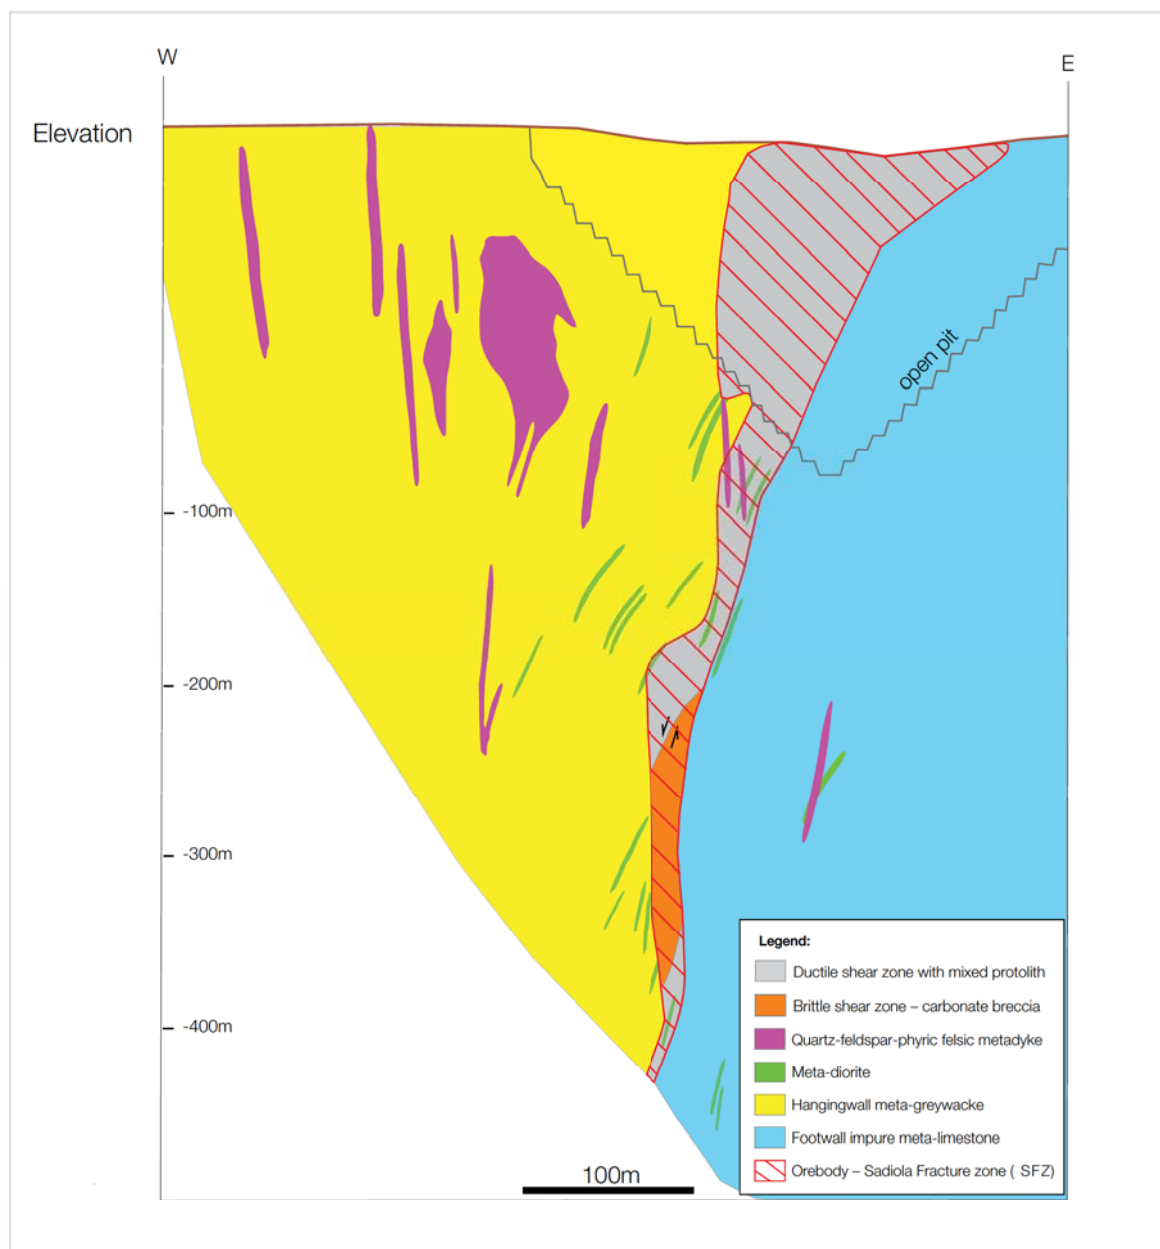 W
E
Elevation
open pit
-100m
-200m
-300m
-400m
Legend:
Ductile shear zone with mixed protolith
Brittle shear zone – carbonate breccia
Quartz-feldspar-phyric felsic metadyke
Meta-diorite
Hangingwall meta-greywacke
Footwall impure meta-limestone
Orebody – Sadiola Fracture zone ( SFZ)
100m